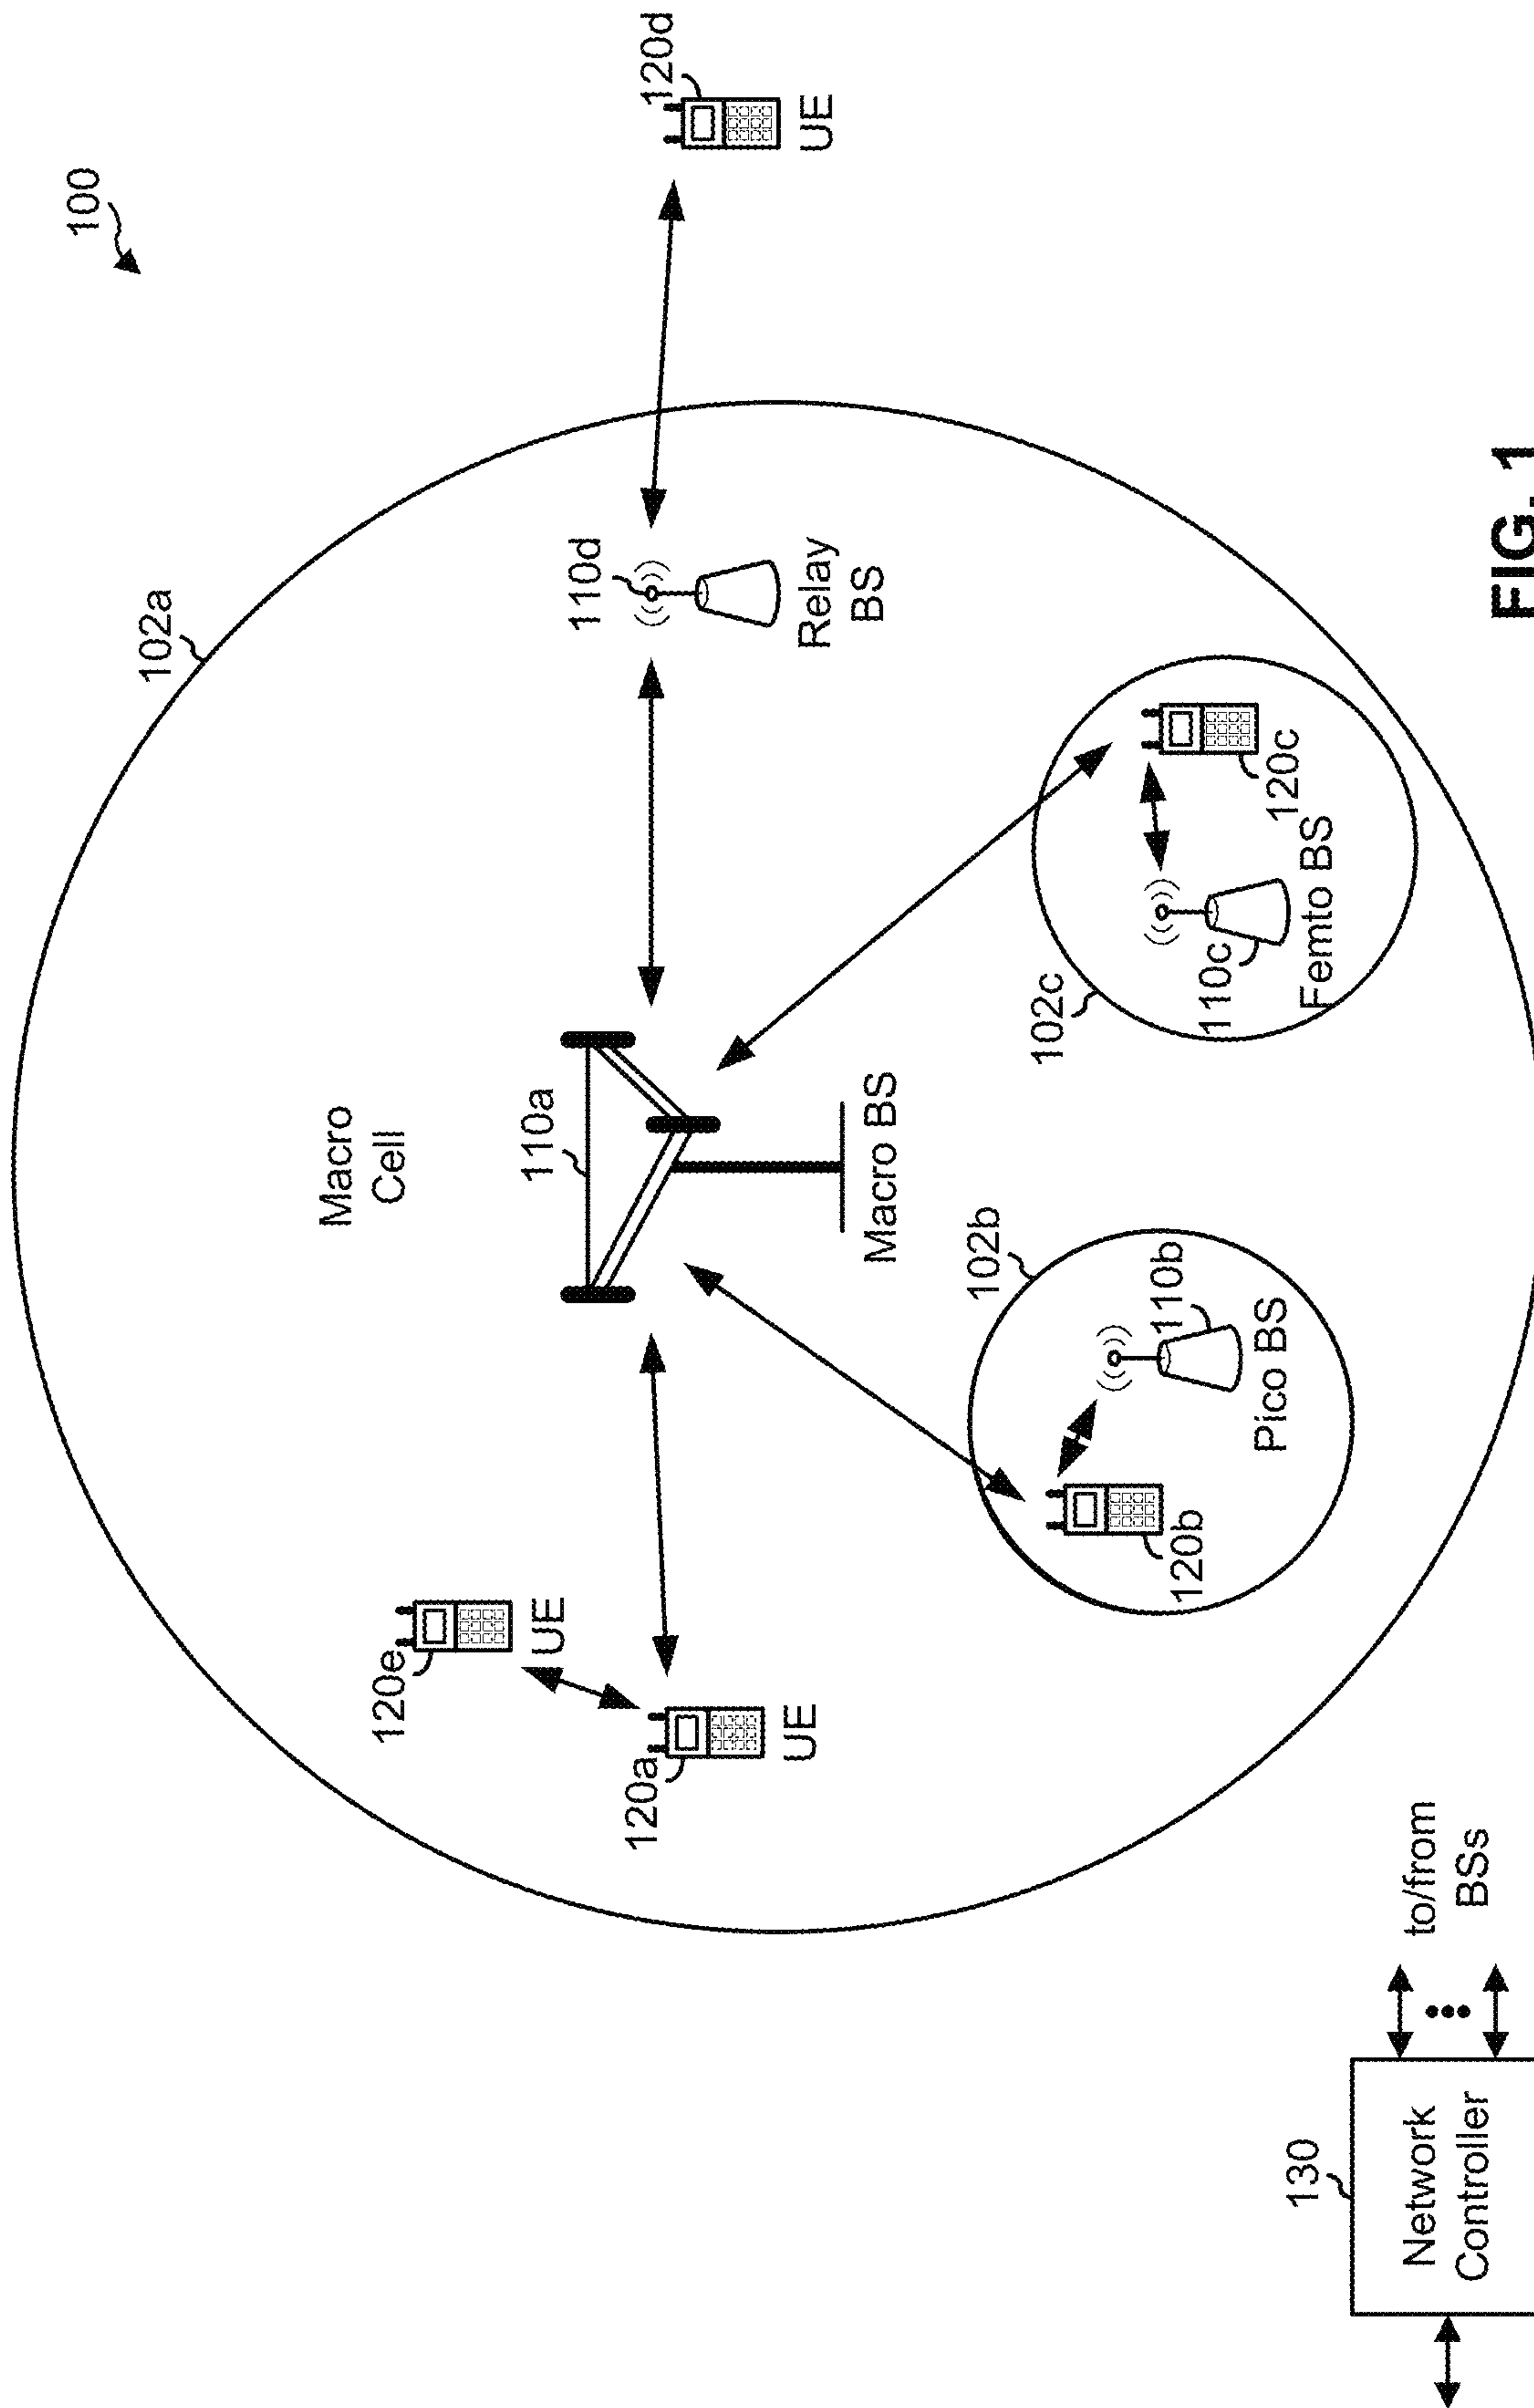 100
102a
Macro
Cell
120e
UE
110a
120a
UE
110d
120d
UE
Relay
BS
Macro BS
102b
102c
120b
110b
Pico BS
110c
120c
Femto BS
130
Network
Controller
to/from
BSs
FIG. 1